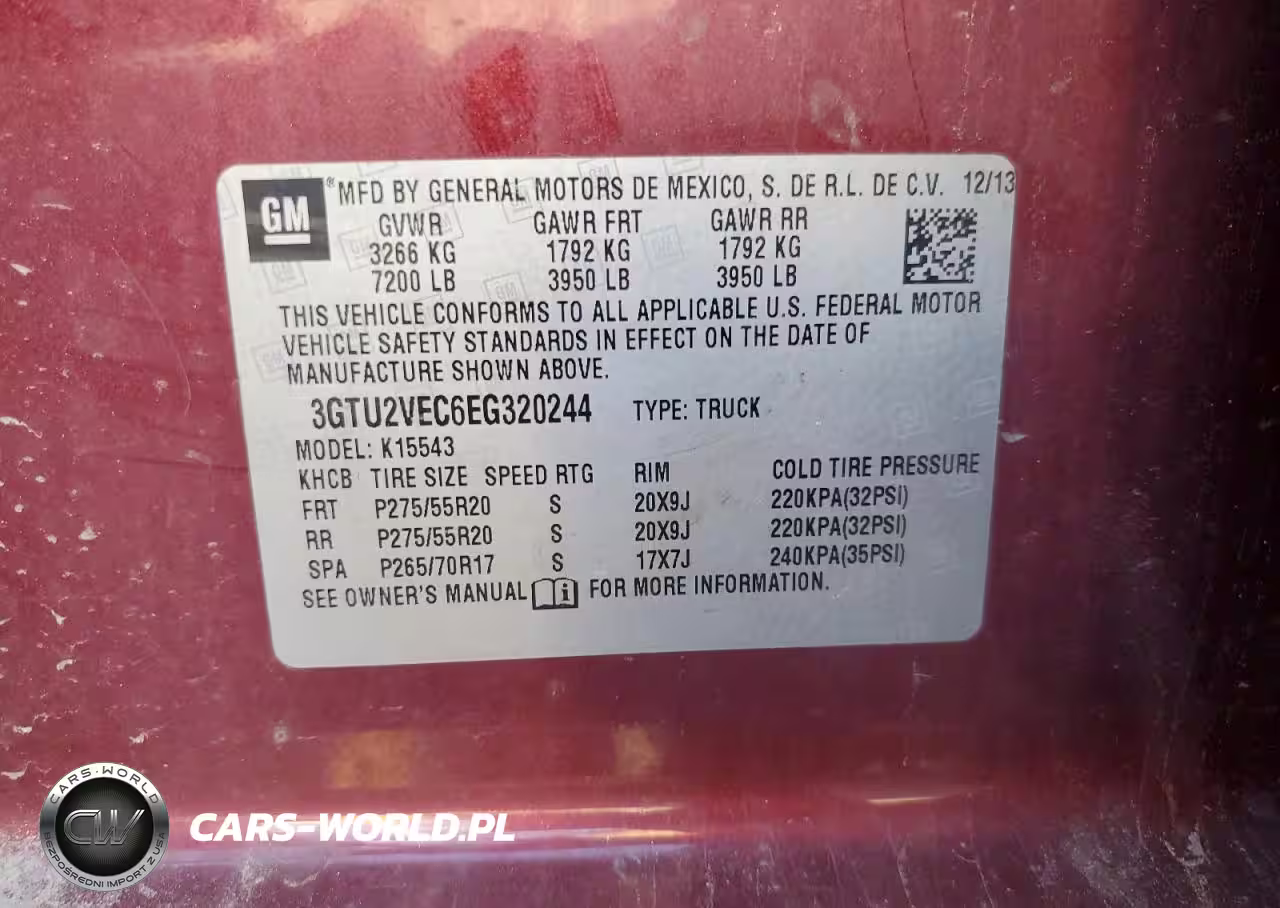 GM ® MFD BY GENERAL MOTORS DE MEXICO, S. DE R.L. DE C.V. 12/13
GVWR GAWR FRT GAWR RR
3266 KG 1792 KG 1792 KG
7200 LB 3950 LB 3950 LB
THIS VEHICLE CONFORMS TO ALL APPLICABLE U.S. FEDERAL MOTOR
VEHICLE SAFETY STANDARDS IN EFFECT ON THE DATE OF
MANUFACTURE SHOWN ABOVE.
3GTU2VEC6EG320244 TYPE: TRUCK
MODEL: K15543
KHCB TIRE SIZE SPEED RTG RIM COLD TIRE PRESSURE
FRT P275/55R20 S 20X9J 220KPA(32PSI)
RR P275/55R20 S 20X9J 220KPA(32PSI)
SPA P265/70R17 S 17X7J 240KPA(35PSI)
SEE OWNER'S MANUAL i FOR MORE INFORMATION.
CARS-WORLD
CW
BEZPOŚREDNI IMPORT Z USA
CARS-WORLD.PL